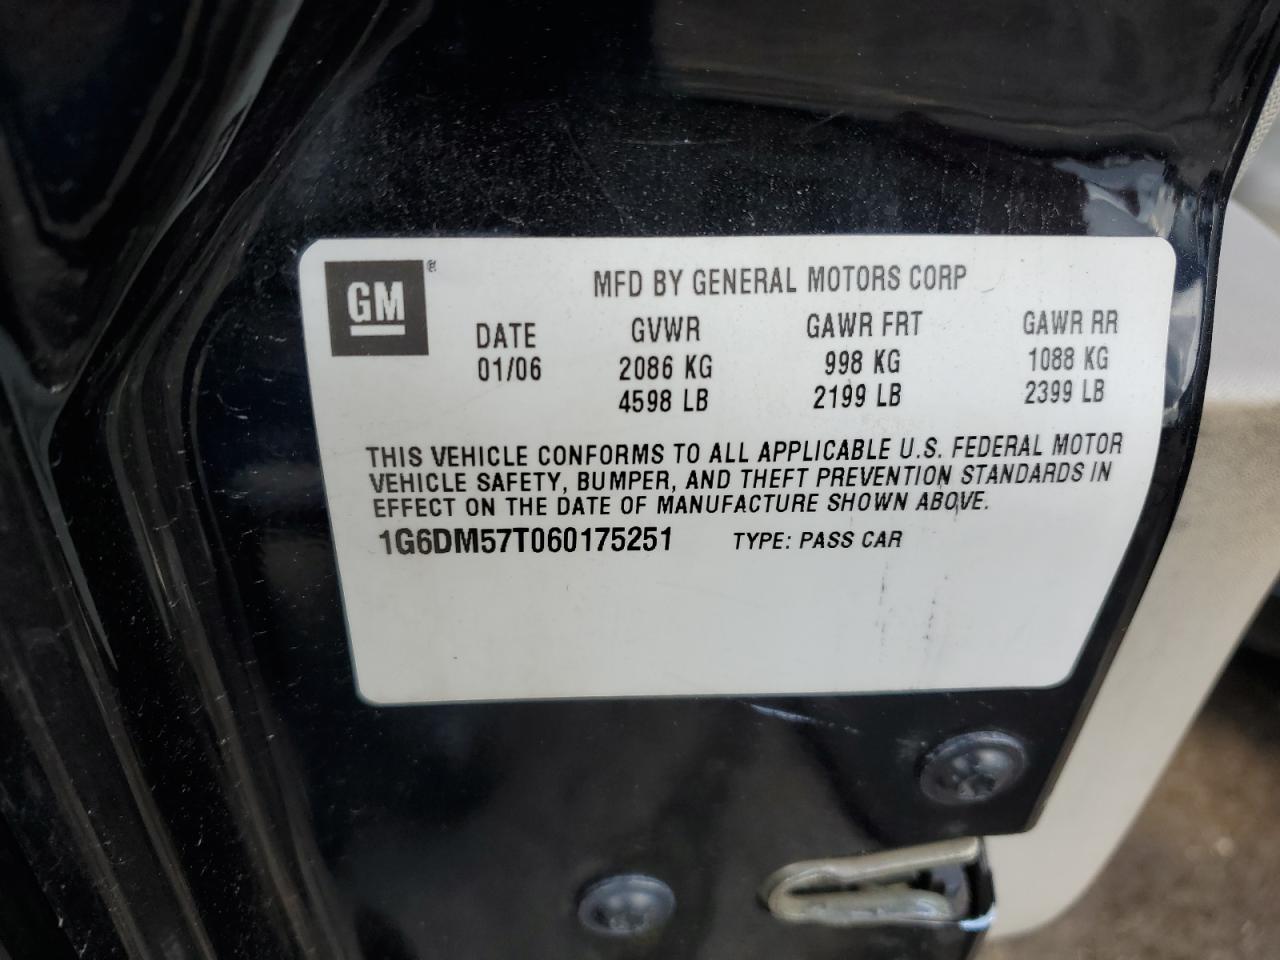 GM®
MFD BY GENERAL MOTORS CORP
DATE GVWR GAWR FRT GAWR RR
01/06 2086 KG 998 KG 1088 KG
4598 LB 2199 LB 2399 LB
THIS VEHICLE CONFORMS TO ALL APPLICABLE U.S. FEDERAL MOTOR
VEHICLE SAFETY, BUMPER, AND THEFT PREVENTION STANDARDS IN
EFFECT ON THE DATE OF MANUFACTURE SHOWN ABOVE.
1G6DM57T060175251 TYPE: PASS CAR